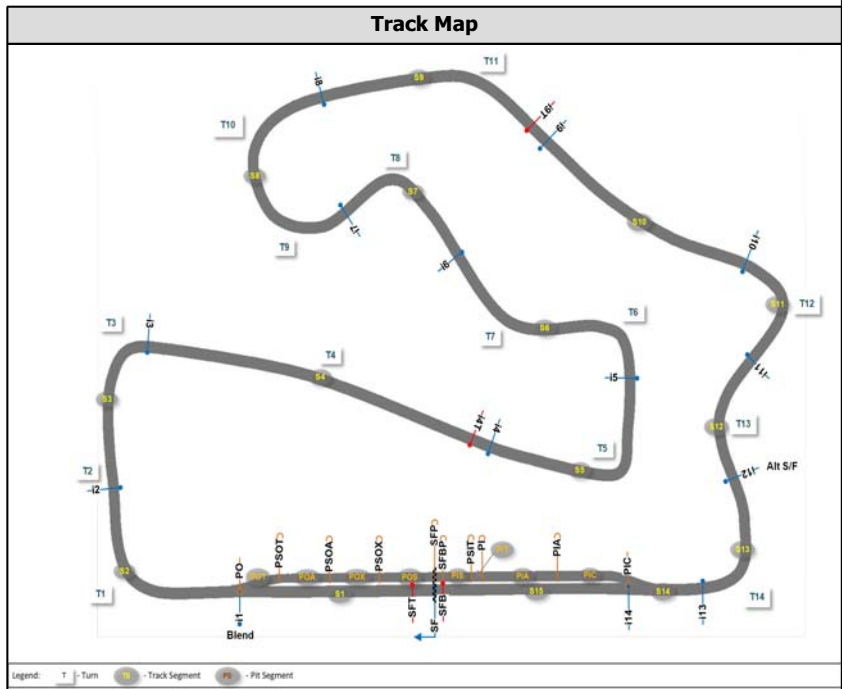 Track Map
T11
S9
i8
i9T
i9
T10
T8
S8
S7
S10
i7
i10
T9
i6
S11
T12
T3
i3
T6
T7
S6
T4
i11
S4
i5
S3
S12
T13
i4T
i4
T5
Alt S/F
T2
S5
i12
i2
S13
S2
PO
PSOT
PSOA
PSOX
SFP
SFBP
PSIT
PI
PIA
PIC
POT
POA
POX
POS
PIS
PIA
PIC
T1
S1
S15
S14
T14
i1
SFT
SF
SFB
i14
i13
Blend
Legend: T - Turn - Track Segment - Pit Segment